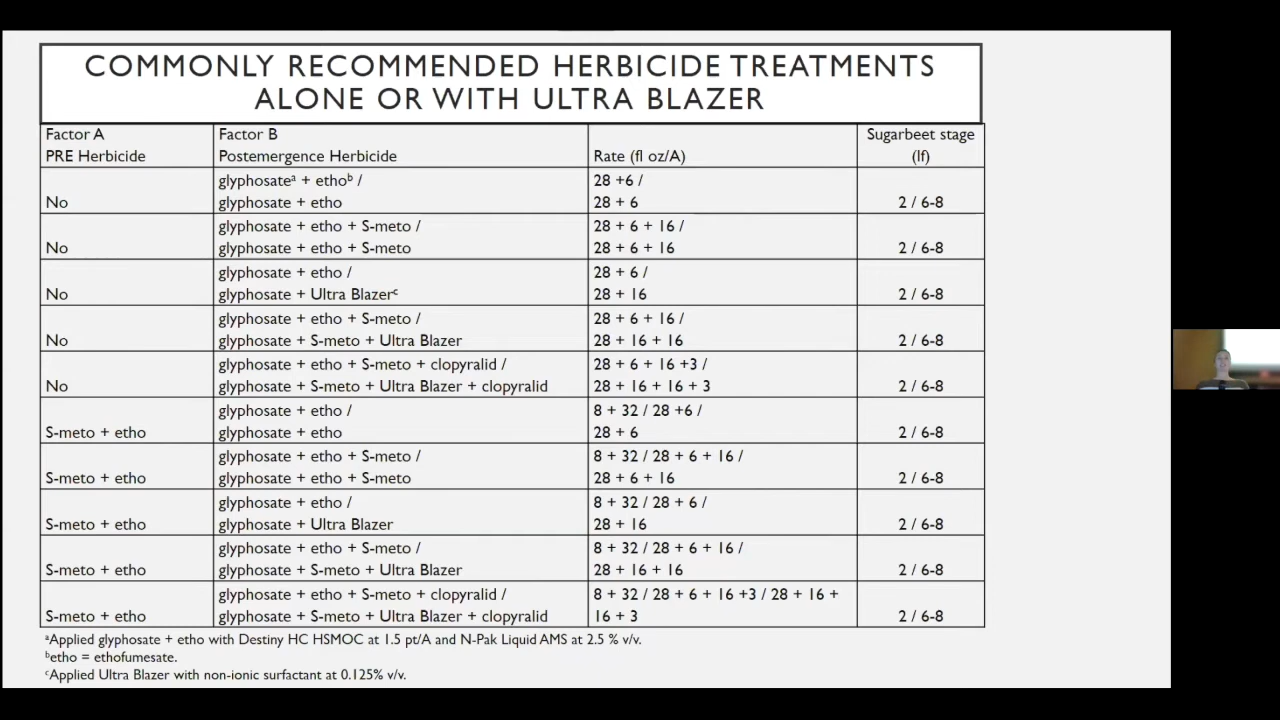 COMMONLY RECOMMENDED HERBICIDE TREATMENTS
ALONE OR WITH ULTRA BLAZER
Factor A
PRE Herbicide
Factor B
Postemergence Herbicide
Rate (fl oz/A)
Sugarbeet stage
(lf)
No
glyphosateᵃ + ethoᵇ /
glyphosate + etho
28 +6 /
28 + 6
2 / 6-8
No
glyphosate + etho + S-meto /
glyphosate + etho + S-meto
28 + 6 + 16 /
28 + 6 + 16
2 / 6-8
No
glyphosate + etho /
glyphosate + Ultra Blazerᶜ
28 + 6 /
28 + 16
2 / 6-8
No
glyphosate + etho + S-meto /
glyphosate + S-meto + Ultra Blazer
28 + 6 + 16 /
28 + 16 + 16
2 / 6-8
No
glyphosate + etho + S-meto + clopyralid /
glyphosate + S-meto + Ultra Blazer + clopyralid
28 + 6 + 16 +3 /
28 + 16 + 16 + 3
2 / 6-8
S-meto + etho
glyphosate + etho /
glyphosate + etho
8 + 32 / 28 +6 /
28 + 6
2 / 6-8
S-meto + etho
glyphosate + etho + S-meto /
glyphosate + etho + S-meto
8 + 32 / 28 + 6 + 16 /
28 + 6 + 16
2 / 6-8
S-meto + etho
glyphosate + etho /
glyphosate + Ultra Blazer
8 + 32 / 28 + 6 /
28 + 16
2 / 6-8
S-meto + etho
glyphosate + etho + S-meto /
glyphosate + S-meto + Ultra Blazer
8 + 32 / 28 + 6 + 16 /
28 + 16 + 16
2 / 6-8
S-meto + etho
glyphosate + etho + S-meto + clopyralid /
glyphosate + S-meto + Ultra Blazer + clopyralid
8 + 32 / 28 + 6 + 16 +3 / 28 + 16 +
16 + 3
2 / 6-8
ᵃApplied glyphosate + etho with Destiny HC HSMOC at 1.5 pt/A and N-Pak Liquid AMS at 2.5 % v/v.
ᵇetho = ethofumesate.
ᶜApplied Ultra Blazer with non-ionic surfactant at 0.125% v/v.